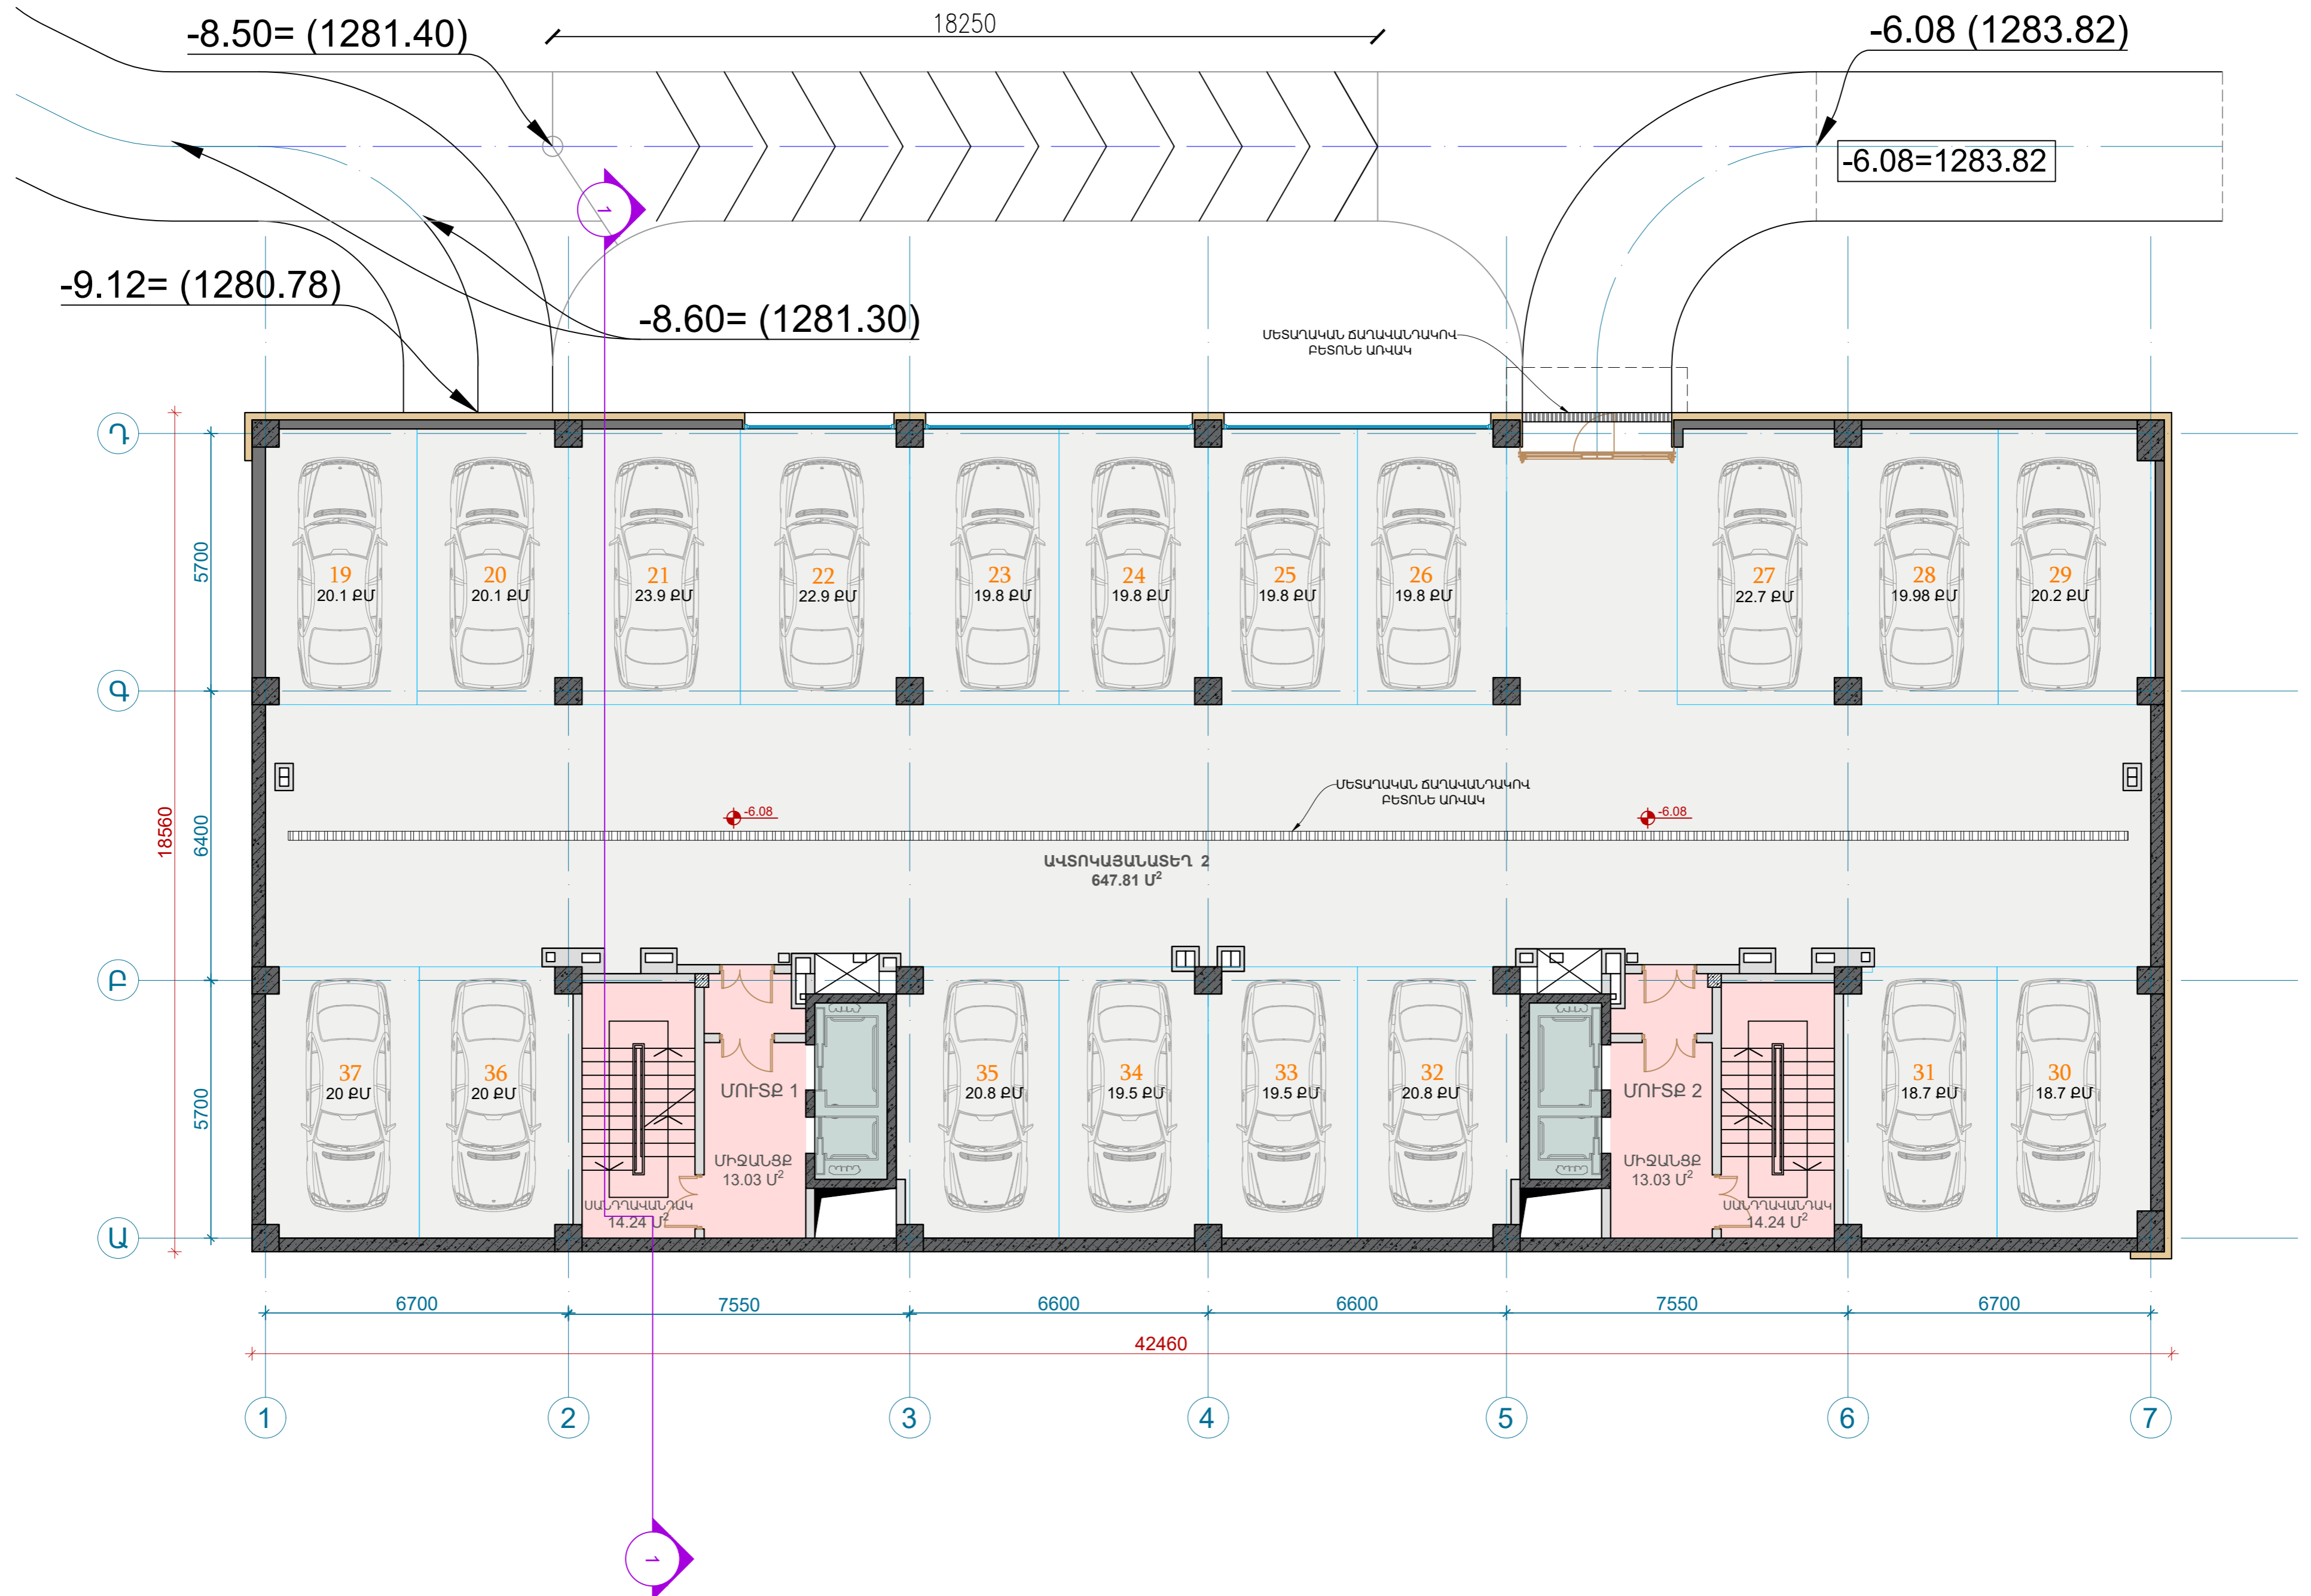 18250
-8.50= (1281.40)
-6.08 (1283.82)
-6.08=1283.82
1
-9.12= (1280.78)
-8.60= (1281.30)
ՄԵՏԱՂԱԿԱՆ ՃԱՂԱՎԱՆԴԱԿՈՎ
ԲԵՏՈՆԵ ԱՌՎԱԿ
Դ
5700
19
20.1 ՔՄ
20
20.1 ՔՄ
21
23.9 ՔՄ
22
22.9 ՔՄ
23
19.8 ՔՄ
24
19.8 ՔՄ
25
19.8 ՔՄ
26
19.8 ՔՄ
27
22.7 ՔՄ
28
19.98 ՔՄ
29
20.2 ՔՄ
Գ
18560
6400
ՄԵՏԱՂԱԿԱՆ ՃԱՂԱՎԱՆԴԱԿՈՎ
ԲԵՏՈՆԵ ԱՌՎԱԿ
-6.08
-6.08
ԱՎՏՈԿԱՅԱՆԱՏԵՂ 2
647.81 Մ²
Բ
5700
37
20 ՔՄ
36
20 ՔՄ
ՄՈՒՏՔ 1
ՄԻՋԱՆՑՔ
13.03 Մ²
ՍԱՆԴՂԱՎԱՆԴԱԿ
14.24 Մ²
35
20.8 ՔՄ
34
19.5 ՔՄ
33
19.5 ՔՄ
32
20.8 ՔՄ
ՄՈՒՏՔ 2
ՄԻՋԱՆՑՔ
13.03 Մ²
ՍԱՆԴՂԱՎԱՆԴԱԿ
14.24 Մ²
31
18.7 ՔՄ
30
18.7 ՔՄ
Ա
6700
7550
6600
6600
7550
6700
42460
1
2
3
4
5
6
7
1